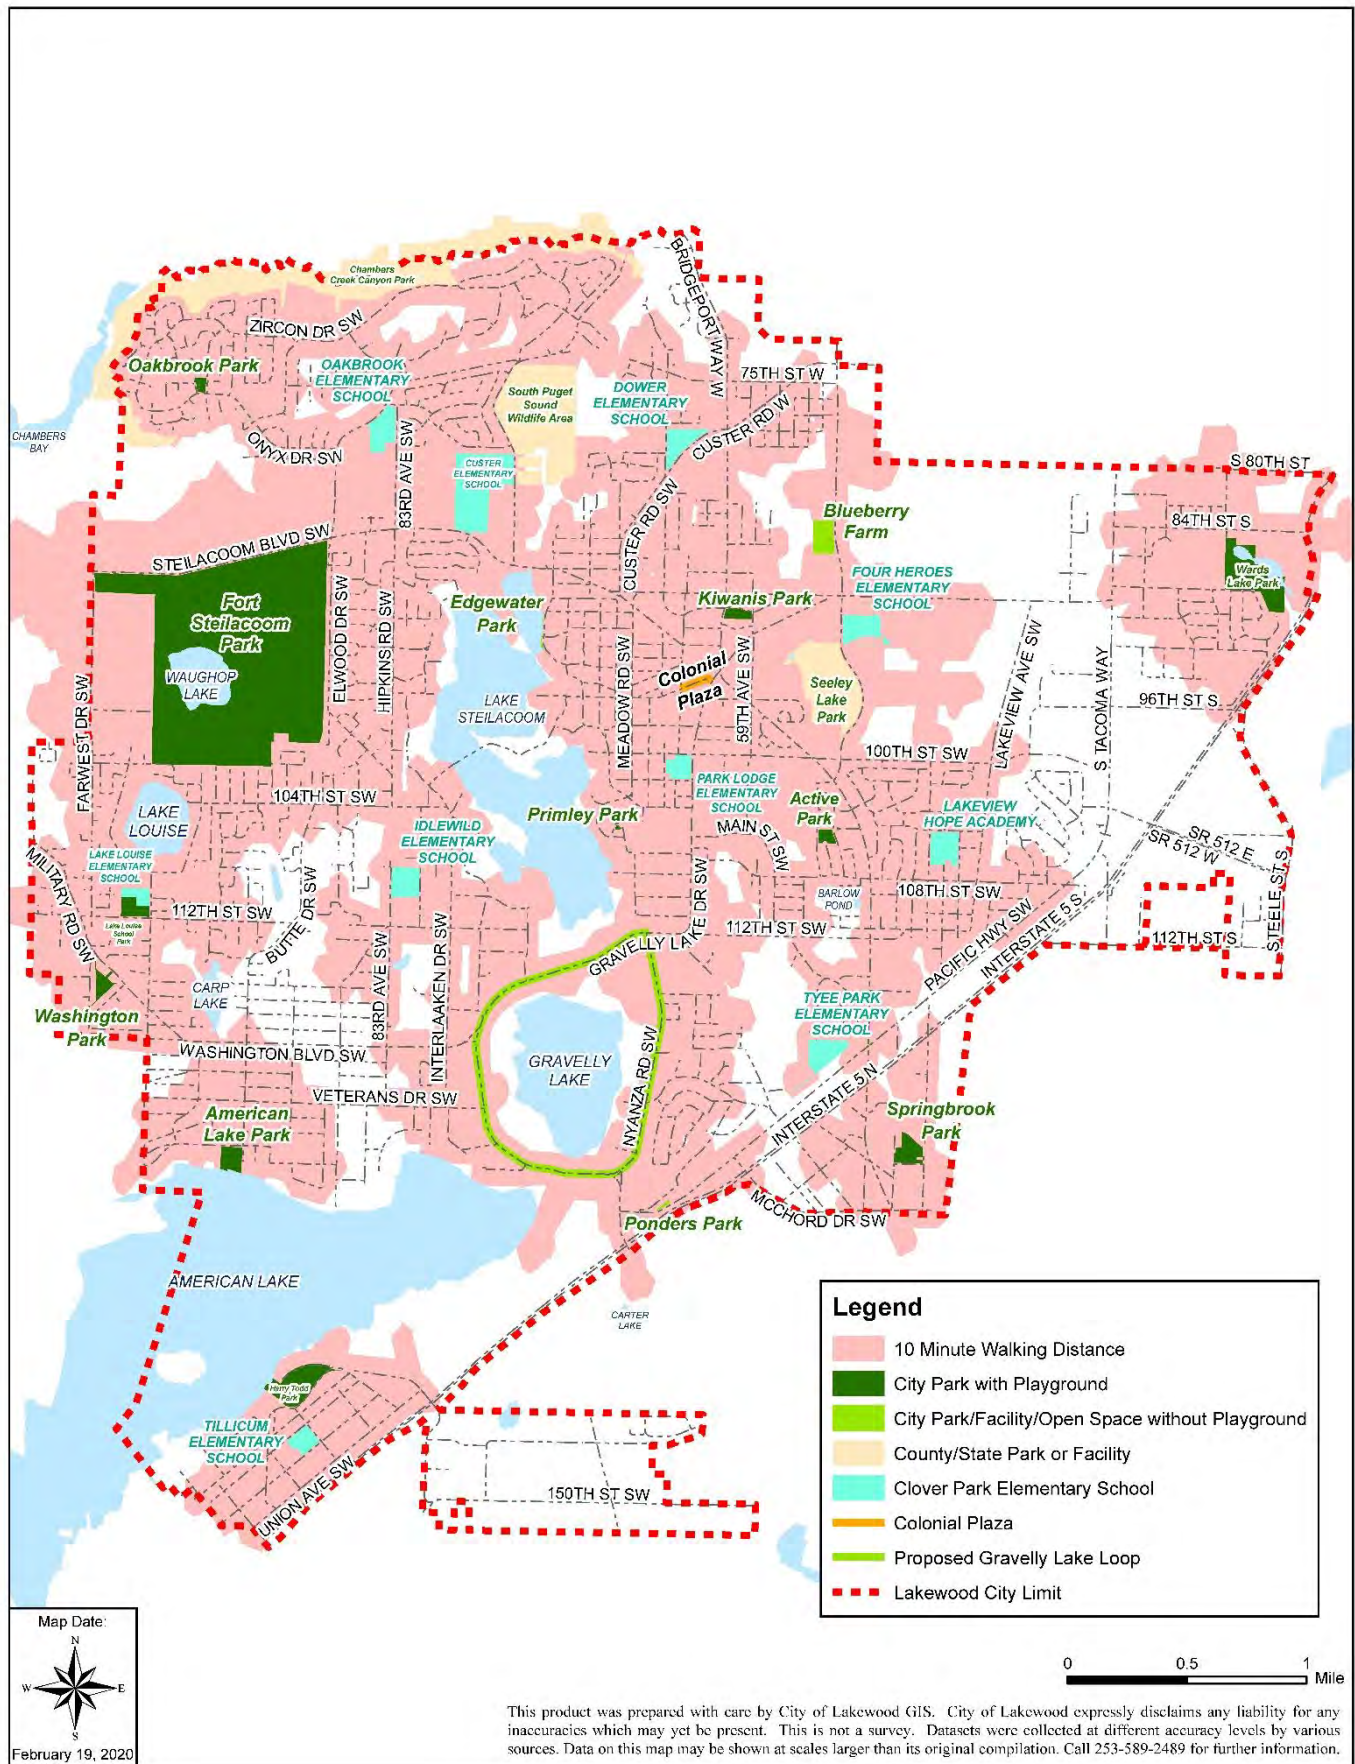 Chambers
Creek Canyon Park
BRIDGEPORT WAY W
ZIRCON DR SW
Oakbrook Park
OAKBROOK
ELEMENTARY
SCHOOL
South Puget
Sound
Wildlife Area
DOWER
ELEMENTARY
SCHOOL
75TH ST W
CUSTER RD W
CHAMBERS
BAY
ONYX DR SW
83RD AVE SW
CUSTER
ELEMENTARY
SCHOOL
S 80TH ST
STEILACOOM BLVD SW
CUSTER RD SW
Blueberry
Farm
84TH ST S
Wards
Lake Park
Fort
Steilacoom
Park
WAUGHOP
LAKE
ELWOOD DR SW
HIPKINS RD SW
Edgewater
Park
Kiwanis Park
FOUR HEROES
ELEMENTARY
SCHOOL
LAKE
STEILACOOM
MEADOW RD SW
Colonial
Plaza
59TH AVE SW
Seeley
Lake
Park
LAKEVIEW AVE SW
S TACOMA WAY
96TH ST S
FARWEST DR SW
100TH ST SW
104TH ST SW
LAKE
LOUISE
PARK LODGE
ELEMENTARY
SCHOOL
Primley Park
Active
Park
LAKEVIEW
HOPE ACADEMY
IDLEWILD
ELEMENTARY
SCHOOL
MAIN ST SW
SR 512 E
SR 512 W
MILITARY RD SW
LAKE LOUISE
ELEMENTARY
SCHOOL
Lake Louise
School
Park
112TH ST SW
BUTTE DR SW
BARLOW
POND
108TH ST SW
STEELE ST S
GRAVELLY LAKE DR SW
112TH ST SW
112TH ST S
PACIFIC HWY SW
INTERSTATE 5 S
CARP
LAKE
83RD AVE SW
INTERLAAKEN DR SW
Washington
Park
TYEE PARK
ELEMENTARY
SCHOOL
WASHINGTON BLVD SW
GRAVELLY
LAKE
NYANZA RD SW
VETERANS DR SW
INTERSTATE 5 N
American
Lake Park
Springbrook
Park
Ponders Park
MCCHORD DR SW
AMERICAN LAKE
CARTER
LAKE
Harry Todd
Park
TILLICUM
ELEMENTARY
SCHOOL
UNION AVE SW
150TH ST SW
Legend
10 Minute Walking Distance
City Park with Playground
City Park/Facility/Open Space without Playground
County/State Park or Facility
Clover Park Elementary School
Colonial Plaza
Proposed Gravelly Lake Loop
Lakewood City Limit
Map Date:
N
W E
S
February 19, 2020
0 0.5 1
Mile
This product was prepared with care by City of Lakewood GIS. City of Lakewood expressly disclaims any liability for any
inaccuracies which may yet be present. This is not a survey. Datasets were collected at different accuracy levels by various
sources. Data on this map may be shown at scales larger than its original compilation. Call 253-589-2489 for further information.